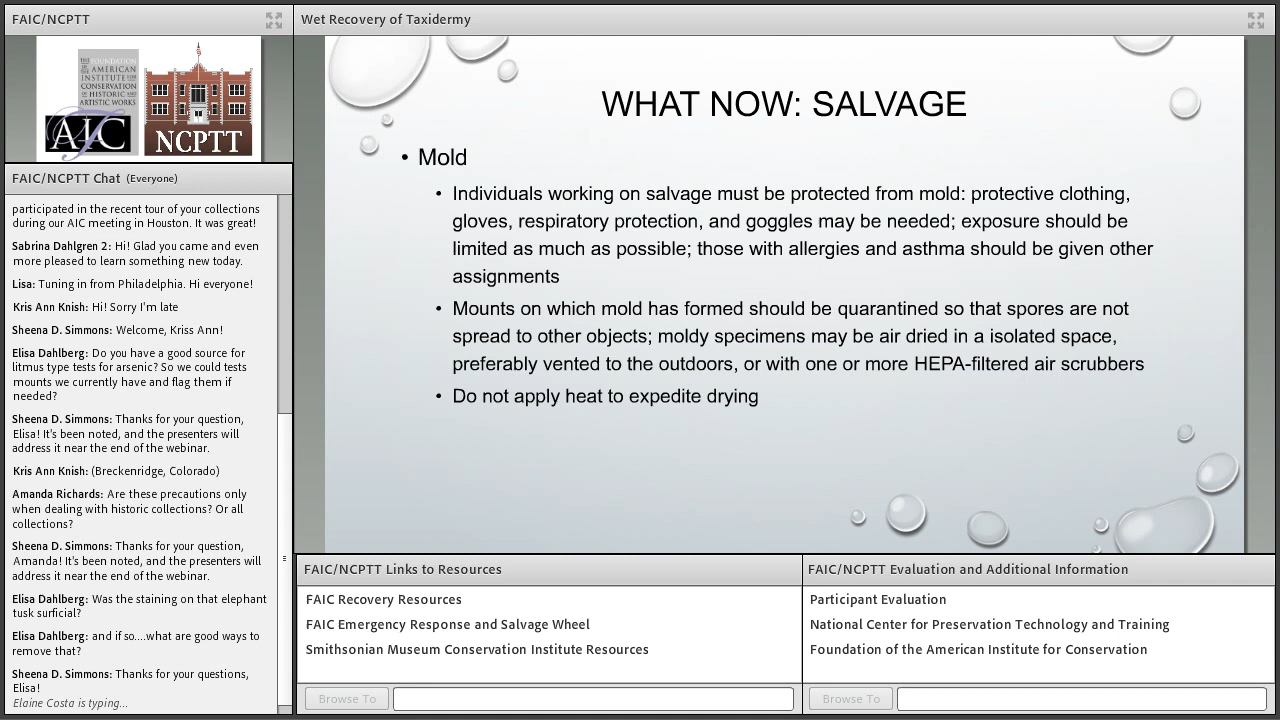 FAIC/NCPTT
THE FOUNDATION
OF THE AMERICAN
INSTITUTE FOR
CONSERVATION
OF HISTORIC AND
ARTISTIC WORKS
AIC
NCPTT
FAIC/NCPTT Chat (Everyone)
participated in the recent tour of your collections
during our AIC meeting in Houston. It was great!
Sabrina Dahlgren 2: Hi! Glad you came and even
more pleased to learn something new today.
Lisa: Tuning in from Philadelphia. Hi everyone!
Kris Ann Knish: Hi! Sorry I'm late
Sheena D. Simmons: Welcome, Kriss Ann!
Elisa Dahlberg: Do you have a good source for
litmus type tests for arsenic? So we could tests
mounts we currently have and flag them if
needed?
Sheena D. Simmons: Thanks for your question,
Elisa! It's been noted, and the presenters will
address it near the end of the webinar.
Kris Ann Knish: (Breckenridge, Colorado)
Amanda Richards: Are these precautions only
when dealing with historic collections? Or all
collections?
Sheena D. Simmons: Thanks for your question,
Amanda! It's been noted, and the presenters will
address it near the end of the webinar.
Elisa Dahlberg: Was the staining on that elephant
tusk surficial?
Elisa Dahlberg: and if so....what are good ways to
remove that?
Sheena D. Simmons: Thanks for your questions,
Elisa!
Elaine Costa is typing...
Wet Recovery of Taxidermy
WHAT NOW: SALVAGE
• Mold
• Individuals working on salvage must be protected from mold: protective clothing,
gloves, respiratory protection, and goggles may be needed; exposure should be
limited as much as possible; those with allergies and asthma should be given other
assignments
• Mounts on which mold has formed should be quarantined so that spores are not
spread to other objects; moldy specimens may be air dried in a isolated space,
preferably vented to the outdoors, or with one or more HEPA-filtered air scrubbers
• Do not apply heat to expedite drying
FAIC/NCPTT Links to Resources
FAIC Recovery Resources
FAIC Emergency Response and Salvage Wheel
Smithsonian Museum Conservation Institute Resources
Browse To
FAIC/NCPTT Evaluation and Additional Information
Participant Evaluation
National Center for Preservation Technology and Training
Foundation of the American Institute for Conservation
Browse To